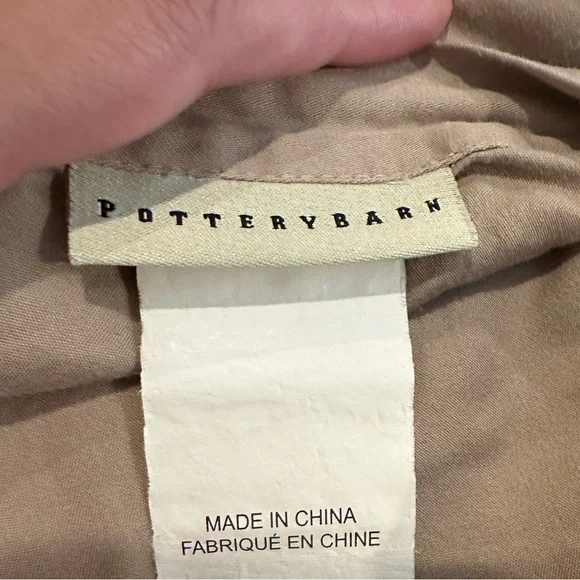 POTTERYBARN
MADE IN CHINA
FABRIQUÉ EN CHINE